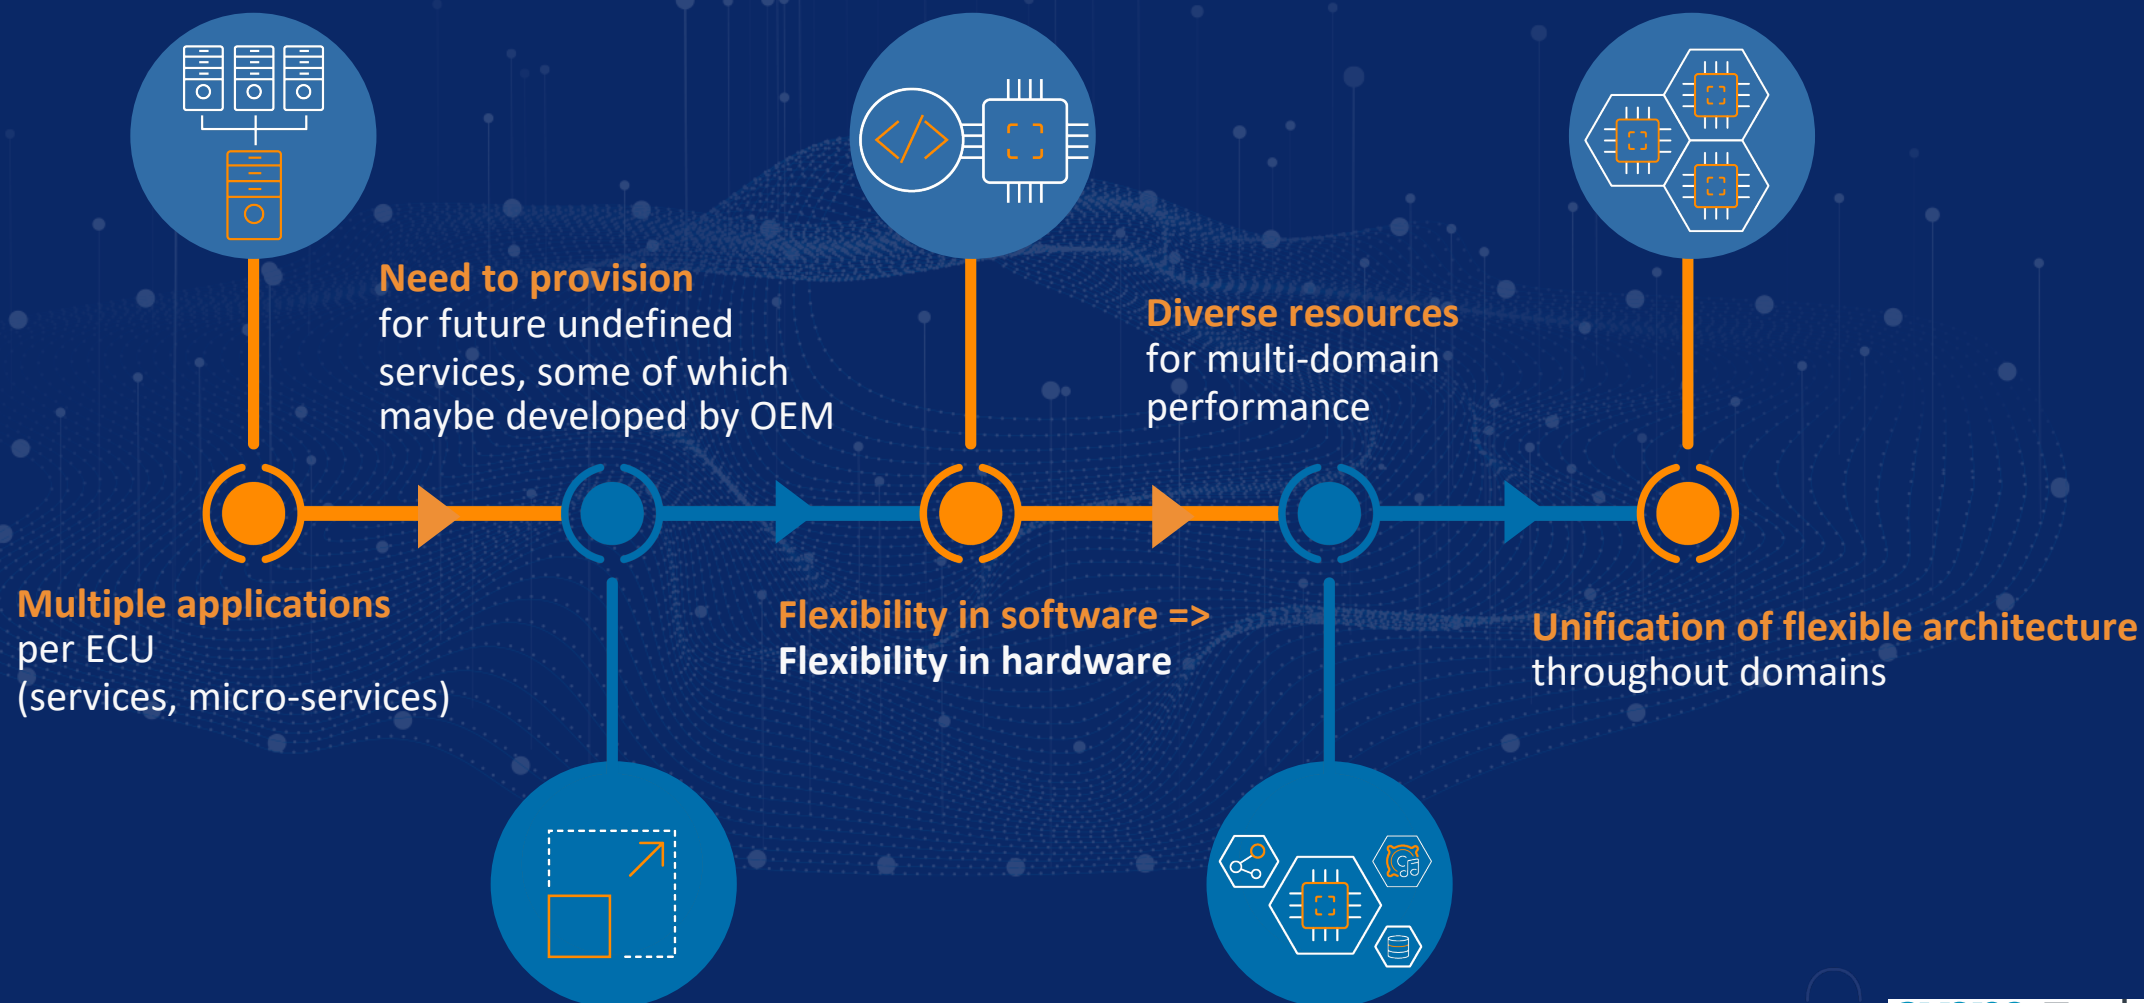 Need to provision
for future undefined
services, some of which
maybe developed by OEM
Diverse resources
for multi-domain
performance
Multiple applications
per ECU
(services, micro-services)
Flexibility in software =>
Flexibility in hardware
Unification of flexible architecture
throughout domains